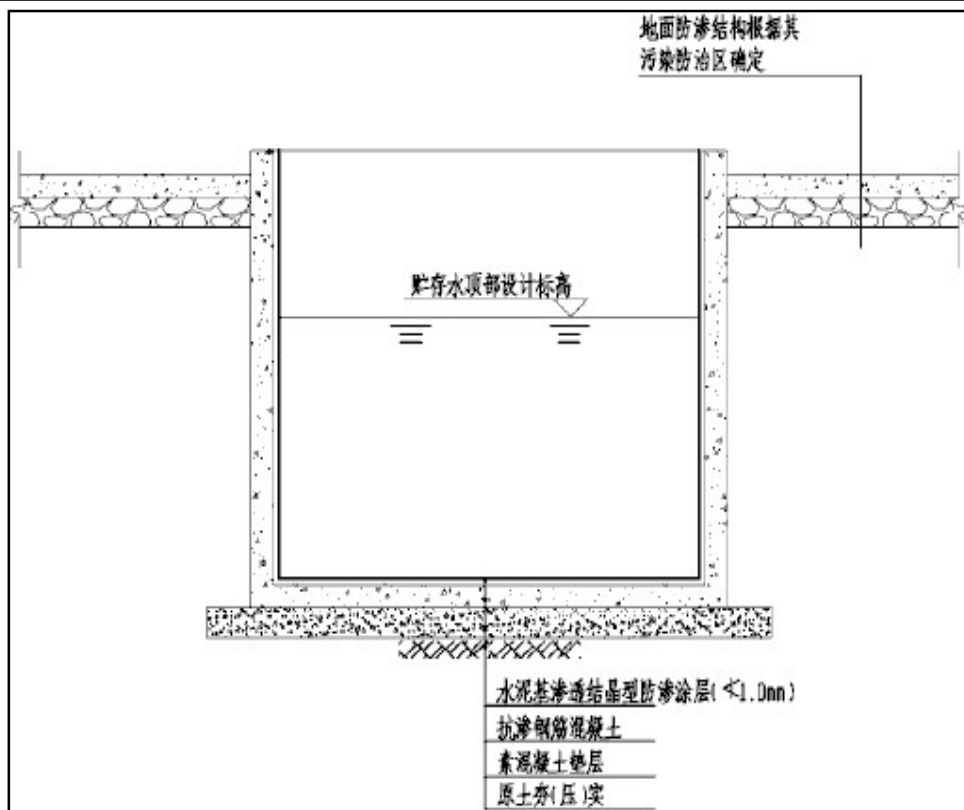 地面防渗结构根据其
污染防治区确定
贮存水顶部设计标高
水泥基渗透结晶型防渗涂层(≮1.0mm)
抗渗钢筋混凝土
素混凝土垫层
原土夯(压)实